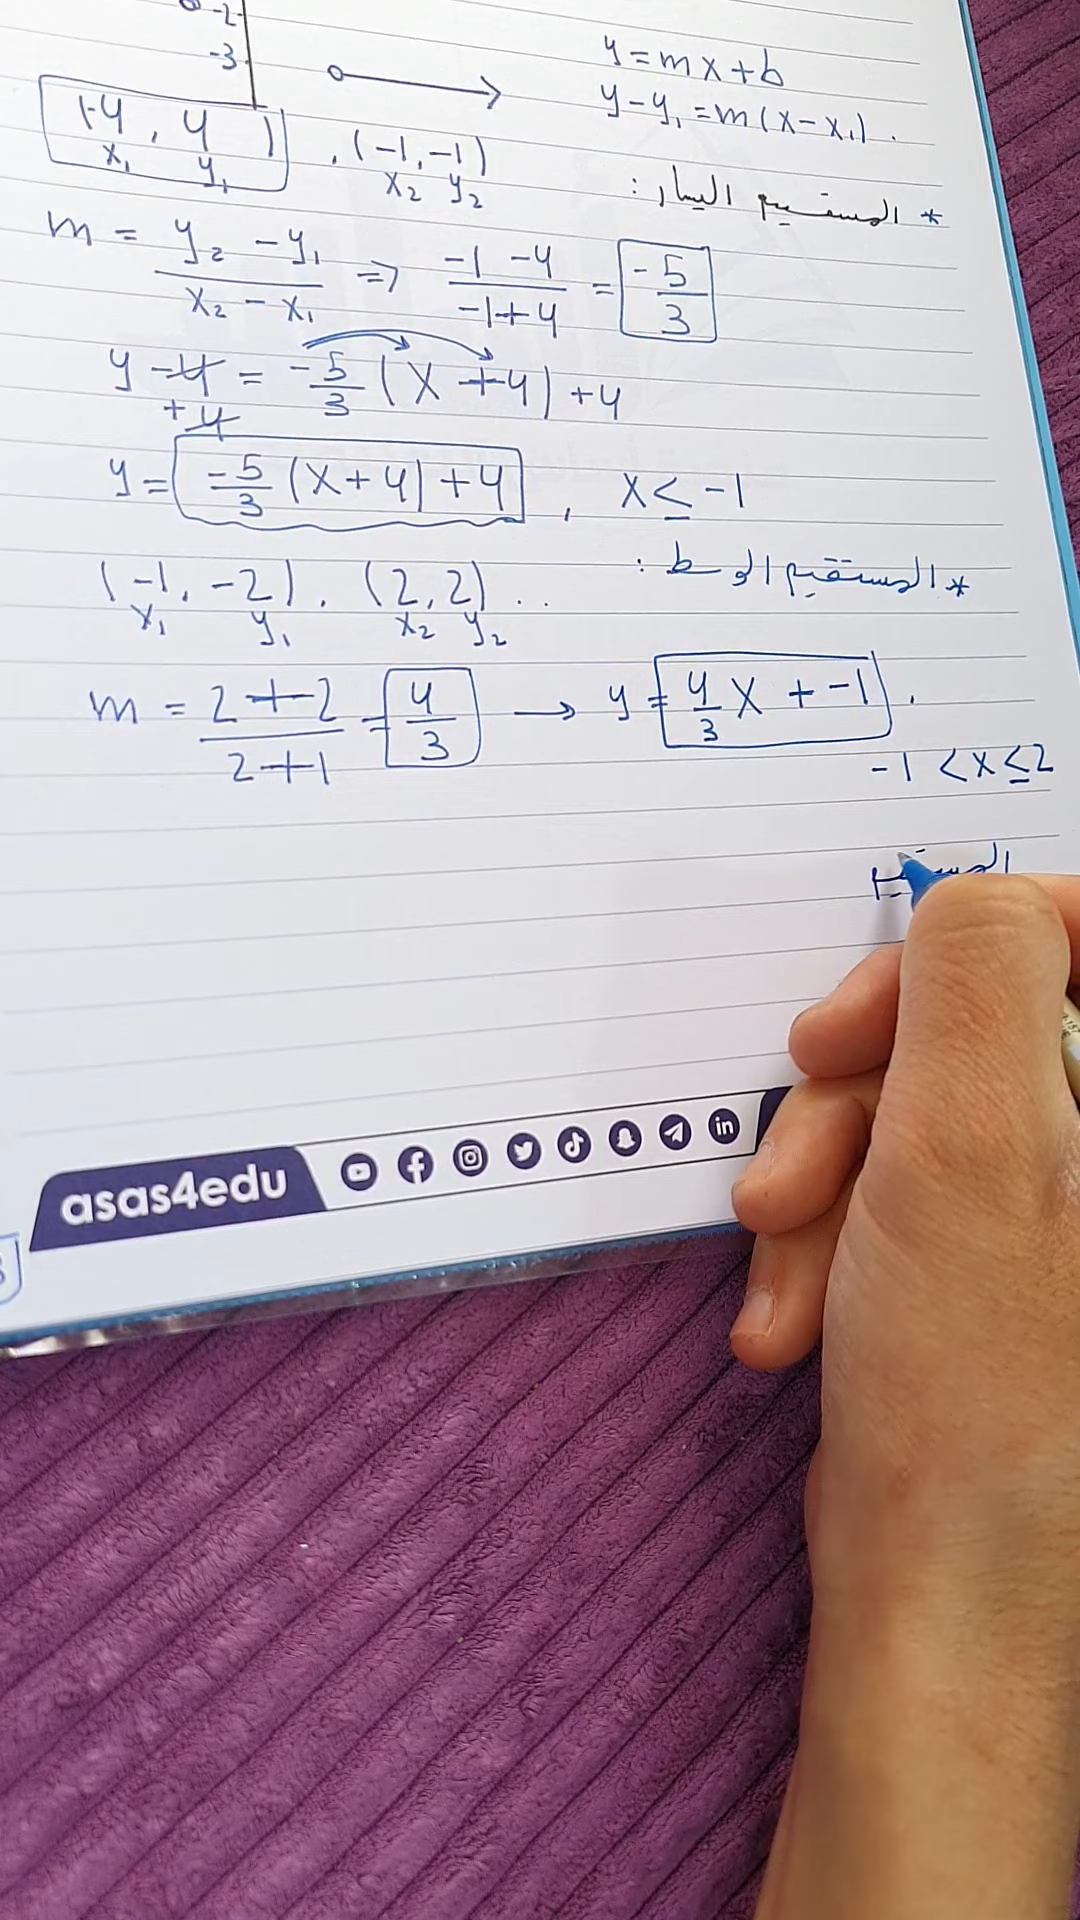 -2
-3
y = mx + b
y - y₁ = m(x - x₁).
(-4, 4), (-1, -1)
x₁ y₁ x₂ y₂
* المستقيم اليسار :
m = y₂ - y₁ / x₂ - x₁ => -1 - 4 / -1 + 4 = -5/3
y - 4 = -5/3 (x + 4) + 4
+ 4
y = -5/3 (x + 4) + 4 , x ≤ -1
* المستقيم الوسط :
(-1, -2), (2, 2)..
x₁ y₁ x₂ y₂
m = 2 + 2 / 2 + 1 = 4/3 → y = 4/3 x + -1.
-1 < x ≤ 2
المستقيم
asas4edu
in